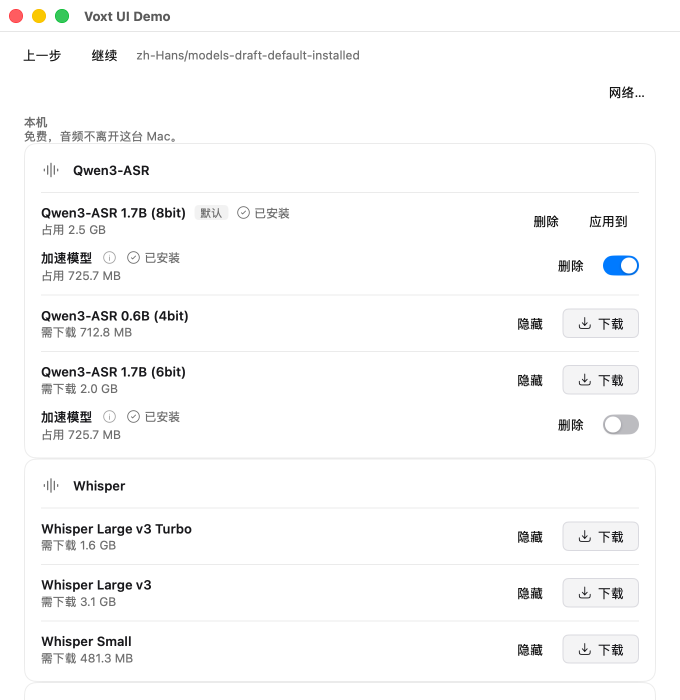 Voxt UI Demo
上一步 继续 zh-Hans/models-draft-default-installed
网络...
本机
免费，音频不离开这台 Mac。
Qwen3-ASR
Qwen3-ASR 1.7B (8bit) 默认 已安装
占用 2.5 GB
删除 应用到
加速模型 已安装
占用 725.7 MB
删除
Qwen3-ASR 0.6B (4bit)
需下载 712.8 MB
隐藏 下载
Qwen3-ASR 1.7B (6bit)
需下载 2.0 GB
隐藏 下载
加速模型 已安装
占用 725.7 MB
删除
Whisper
Whisper Large v3 Turbo
需下载 1.6 GB
隐藏 下载
Whisper Large v3
需下载 3.1 GB
隐藏 下载
Whisper Small
需下载 481.3 MB
隐藏 下载